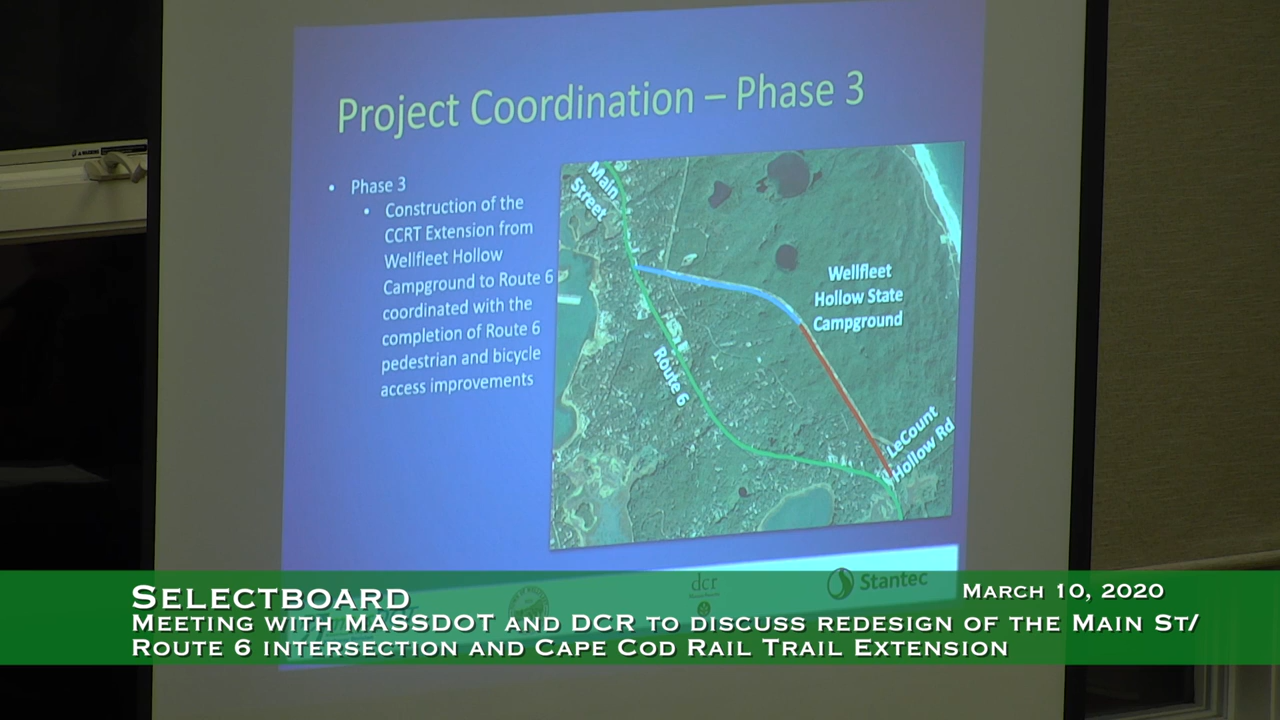 Project Coordination – Phase 3
• Phase 3
• Construction of the
CCRT Extension from
Wellfleet Hollow
Campground to Route 6
coordinated with the
completion of Route 6
pedestrian and bicycle
access improvements
Main
Street
Route 6
Wellfleet
Hollow State
Campground
LeCount
Hollow Rd
dcr
Stantec
Selectboard
March 10, 2020
Meeting with MASSDOT and DCR to discuss redesign of the Main St/
Route 6 intersection and Cape Cod Rail Trail Extension